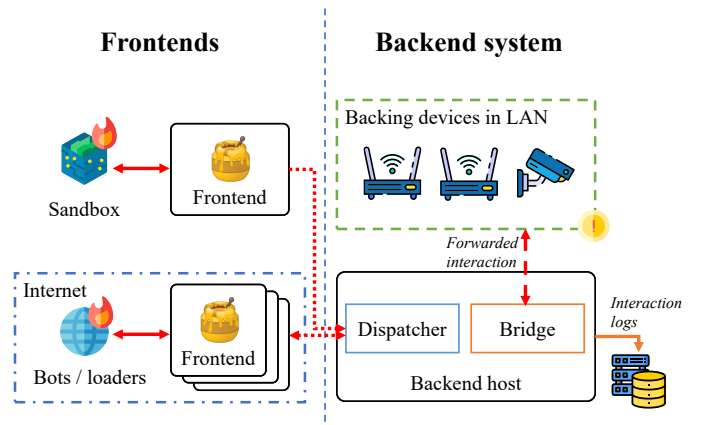 Frontends
Backend system
Sandbox
Frontend
Backing devices in LAN
!
Forwarded
interaction
Internet
Bots / loaders
Frontend
Dispatcher
Bridge
Backend host
Interaction
logs